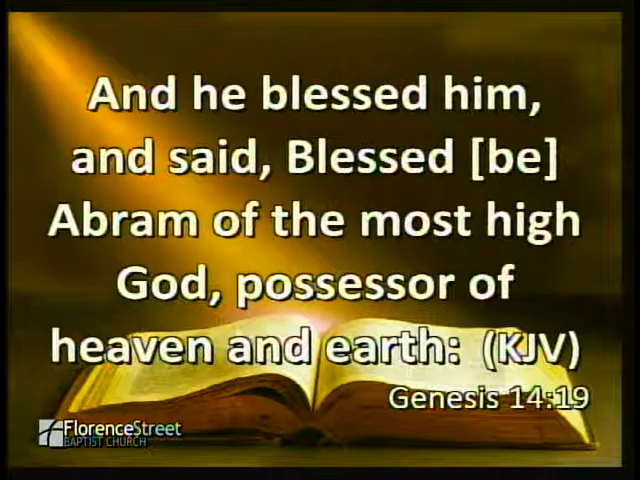 And he blessed him,
and said, Blessed [be]
Abram of the most high
God, possessor of
heaven and earth: (KJV)
Genesis 14:19
FlorenceStreet
BAPTIST CHURCH